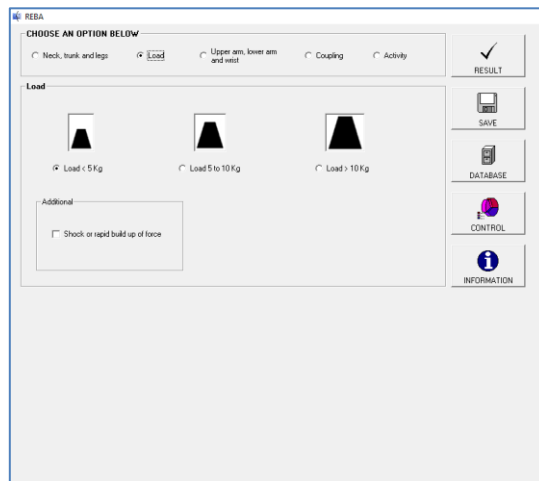 REBA
CHOOSE AN OPTION BELOW
Neck, trunk and legs
Load
Upper arm, lower arm
and wrist
Coupling
Activity
Load
Load < 5 Kg
Load 5 to 10 Kg
Load > 10 Kg
Additional
Shock or rapid build up of force
RESULT
SAVE
DATABASE
CONTROL
INFORMATION